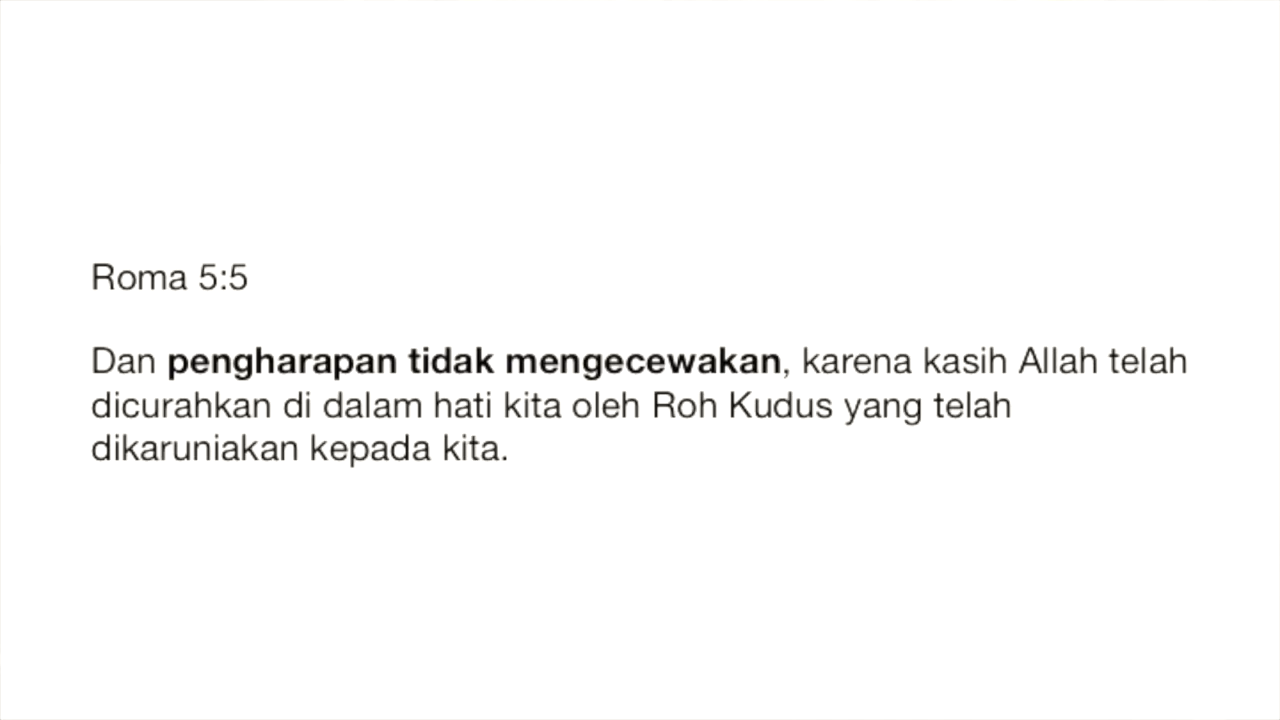 Roma 5:5
Dan pengharapan tidak mengecewakan, karena kasih Allah telah
dicurahkan di dalam hati kita oleh Roh Kudus yang telah
dikaruniakan kepada kita.